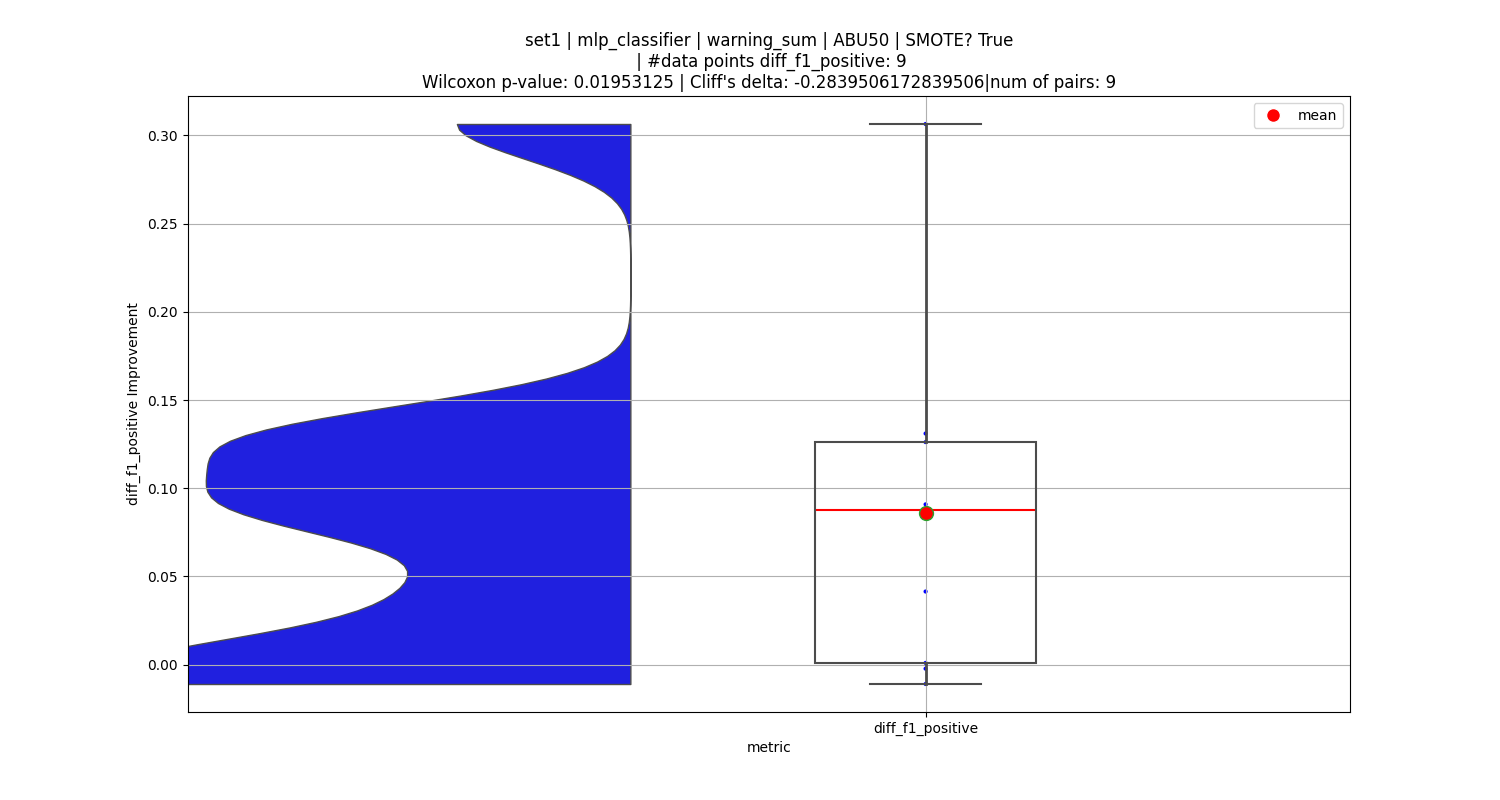 set1 | mlp_classifier | warning_sum | ABU50 | SMOTE? True
| #data points diff_f1_positive: 9
Wilcoxon p-value: 0.01953125 | Cliff's delta: -0.2839506172839506|num of pairs: 9
mean
0.30
0.25
0.20
0.15
0.10
0.05
0.00
diff_f1_positive Improvement
diff_f1_positive
metric